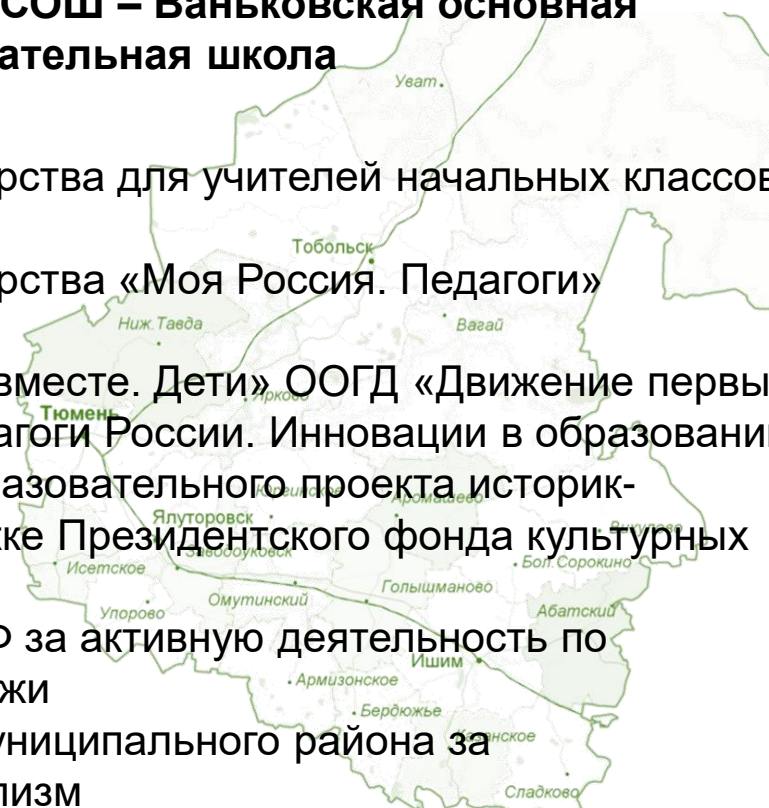 СОШ – Ваньковская основная
ательная школа
Уват
рства для учителей начальных классов
Тобольск
рства «Моя Россия. Педагоги»
Ниж.Тавда
Вагай
вместе. Дети» ООГД «Движение первы
Ярково
Тюмень
агоги России. Инновации в образовани
азовательного проекта историк-
Аромашево
Ялуторовск
ке Президентского фонда культурных
Заводоуковск
Викулово
Исетское
Бол.Сорокино
Омутинский
Голышманово
Упорово
Абатский
Ф за активную деятельность по
Ишим
жи
Армизонское
Бердюжье
униципального района за
Казанское
лизм
Сладково